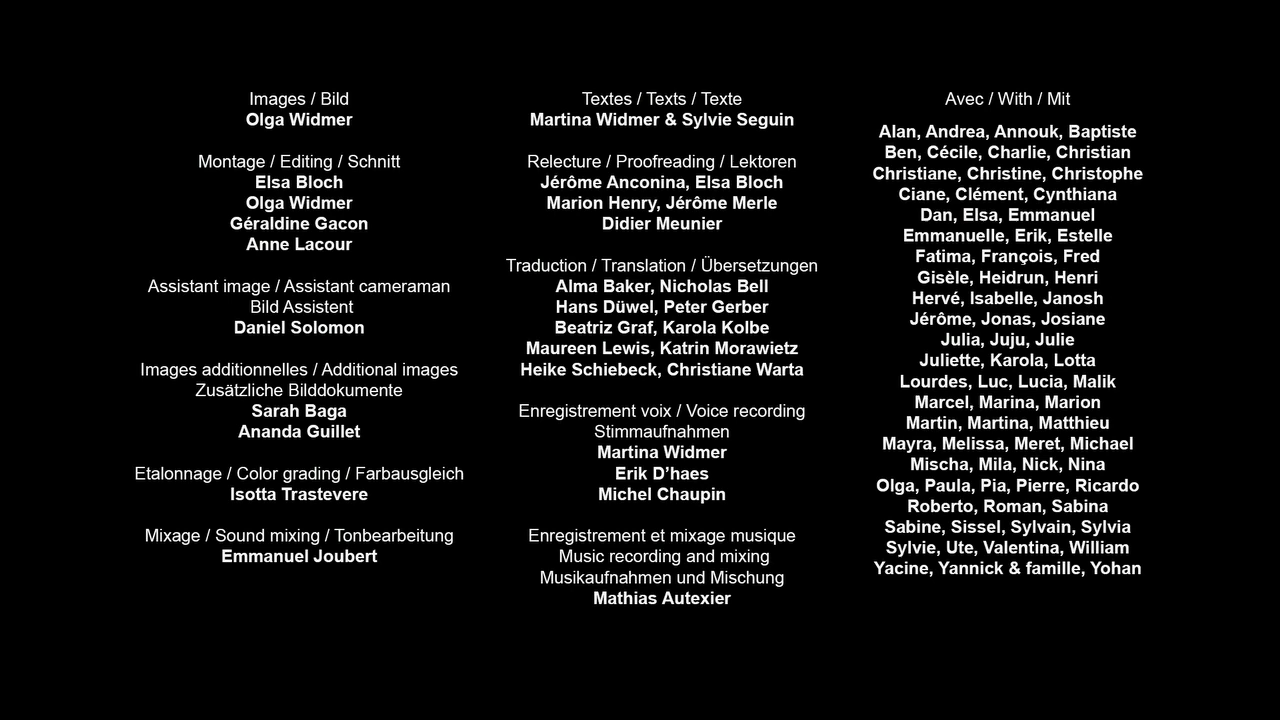 Images / Bild
Olga Widmer
Montage / Editing / Schnitt
Elsa Bloch
Olga Widmer
Géraldine Gacon
Anne Lacour
Assistant image / Assistant cameraman
Bild Assistent
Daniel Solomon
Images additionnelles / Additional images
Zusätzliche Bilddokumente
Sarah Baga
Ananda Guillet
Etalonnage / Color grading / Farbausgleich
Isotta Trastevere
Mixage / Sound mixing / Tonbearbeitung
Emmanuel Joubert
Textes / Texts / Texte
Martina Widmer & Sylvie Seguin
Relecture / Proofreading / Lektoren
Jérôme Anconina, Elsa Bloch
Marion Henry, Jérôme Merle
Didier Meunier
Traduction / Translation / Übersetzungen
Alma Baker, Nicholas Bell
Hans Düwel, Peter Gerber
Beatriz Graf, Karola Kolbe
Maureen Lewis, Katrin Morawietz
Heike Schiebeck, Christiane Warta
Enregistrement voix / Voice recording
Stimmaufnahmen
Martina Widmer
Erik D’haes
Michel Chaupin
Enregistrement et mixage musique
Music recording and mixing
Musikaufnahmen und Mischung
Mathias Autexier
Avec / With / Mit
Alan, Andrea, Annouk, Baptiste
Ben, Cécile, Charlie, Christian
Christiane, Christine, Christophe
Ciane, Clément, Cynthiana
Dan, Elsa, Emmanuel
Emmanuelle, Erik, Estelle
Fatima, François, Fred
Gisèle, Heidrun, Henri
Hervé, Isabelle, Janosh
Jérôme, Jonas, Josiane
Julia, Juju, Julie
Juliette, Karola, Lotta
Lourdes, Luc, Lucia, Malik
Marcel, Marina, Marion
Martin, Martina, Matthieu
Mayra, Melissa, Meret, Michael
Mischa, Mila, Nick, Nina
Olga, Paula, Pia, Pierre, Ricardo
Roberto, Roman, Sabina
Sabine, Sissel, Sylvain, Sylvia
Sylvie, Ute, Valentina, William
Yacine, Yannick & famille, Yohan